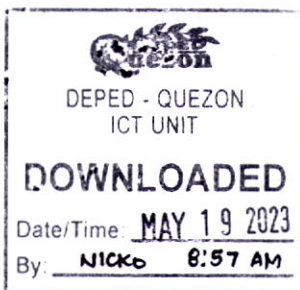 Quezon
DEPED - QUEZON
ICT UNIT
DOWNLOADED
Date/Time: MAY 19 2023
By: NICKO 8:57 AM